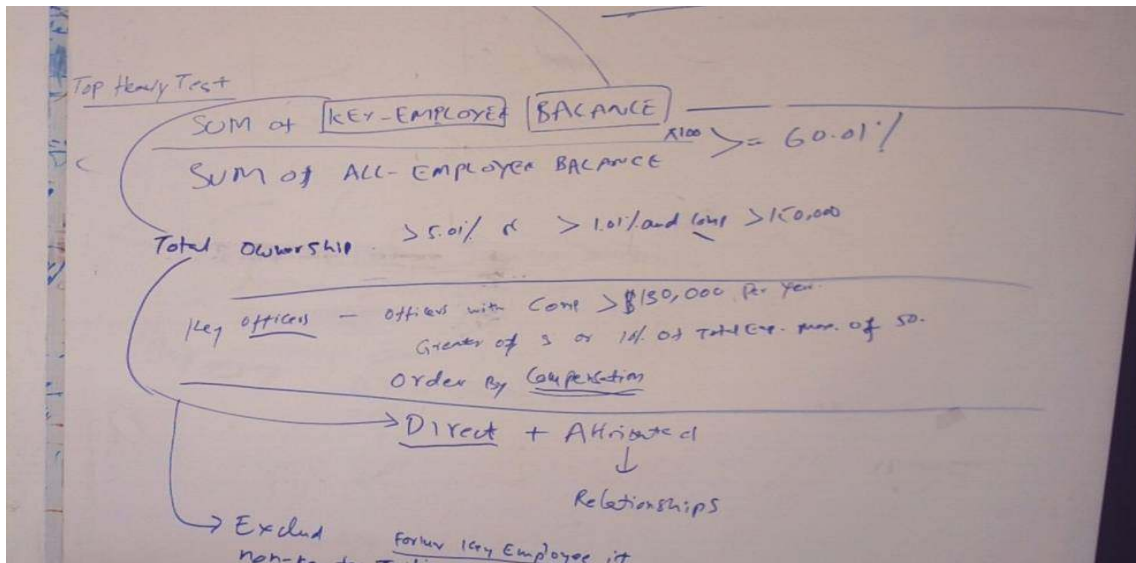 Top Heavy Test
SUM of KEY-EMPLOYEE BALANCE
SUM of ALL-EMPLOYEE BALANCE x100 >= 60.01%
Total Ownership >5.01% or >1.01% and Comp >150,000
Key Officers - Officers with Comp >$130,000 Per Year.
Greater of 3 or 10% of Total Emp. max. of 50.
Order By Compensation
Direct + Attributed
↓
Relationships
Exclud Former Key Employee